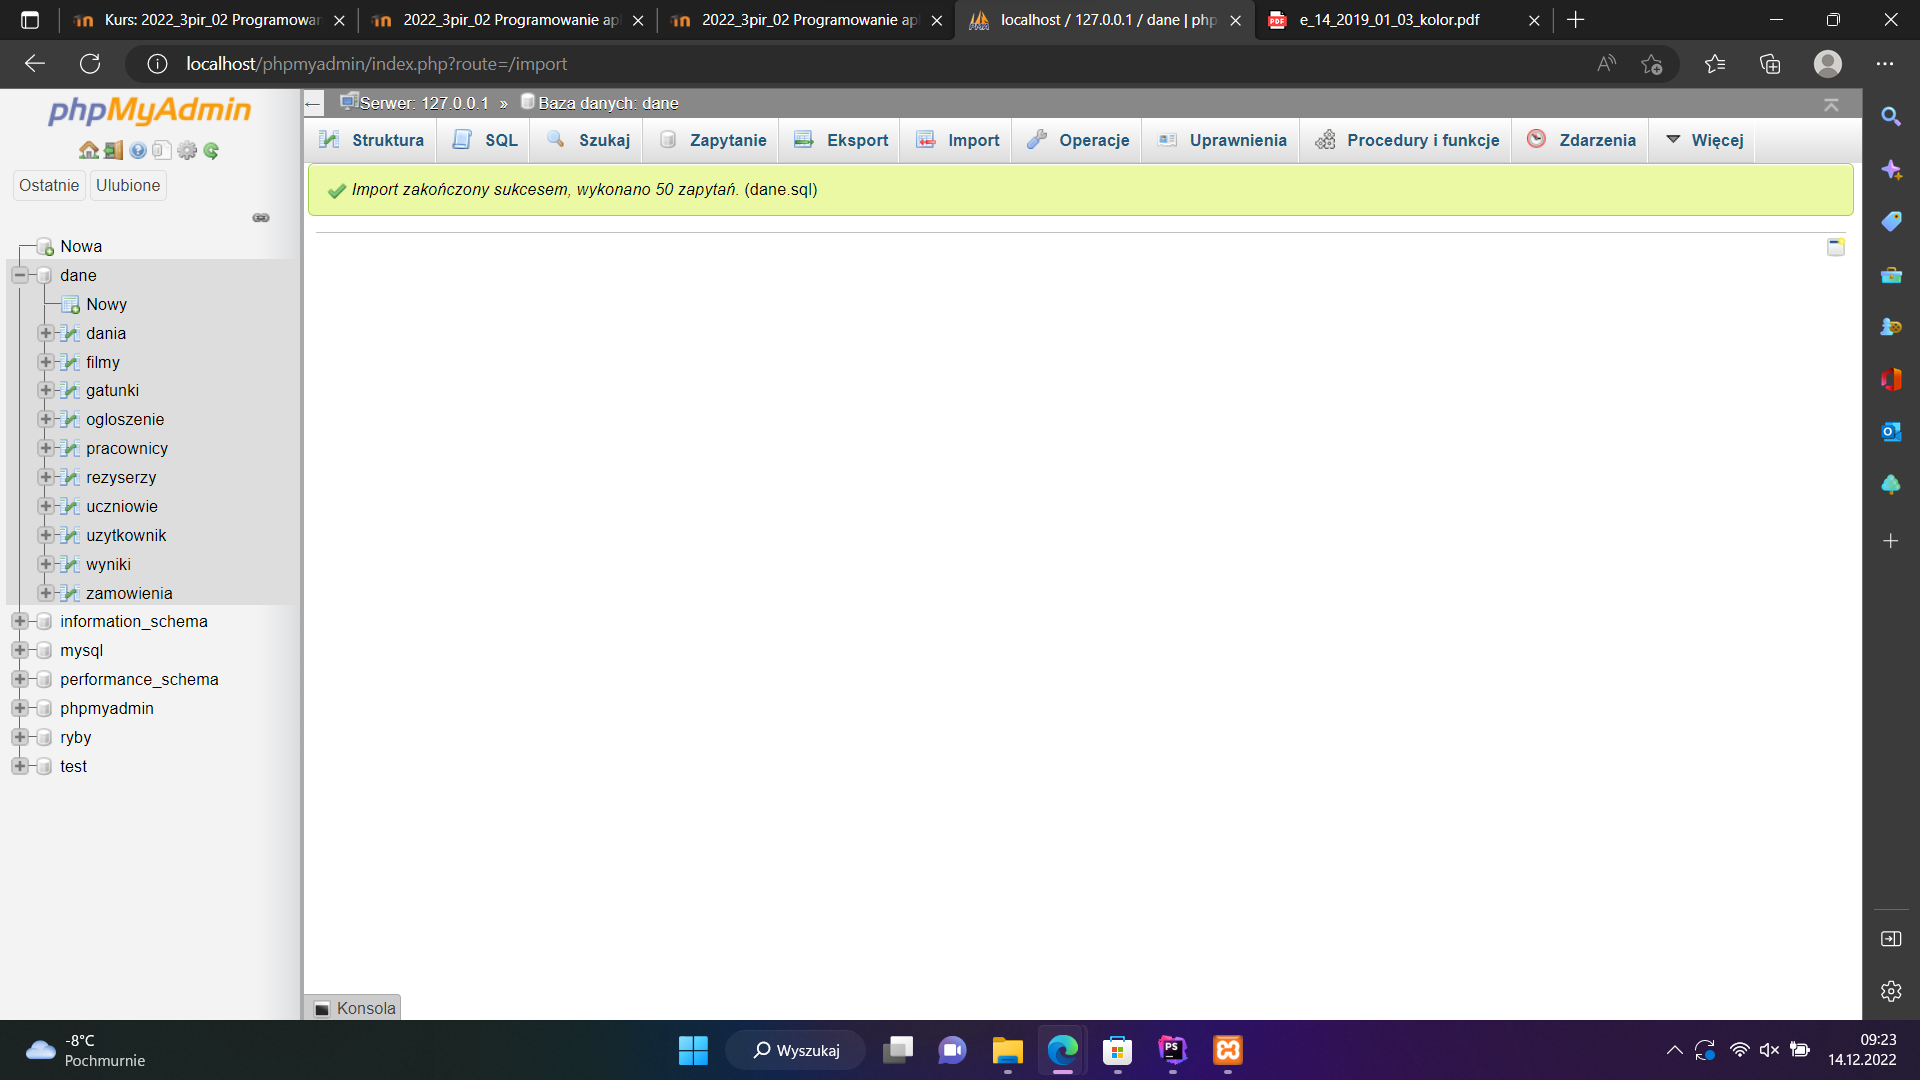 Kurs: 2022_3pir_02 Programowan
2022_3pir_02 Programowanie apl
2022_3pir_02 Programowanie apl
localhost / 127.0.0.1 / dane | php
e_14_2019_01_03_kolor.pdf
localhost/phpmyadmin/index.php?route=/import
phpMyAdmin
Ostatnie
Ulubione
Nowa
dane
Nowy
dania
filmy
gatunki
ogloszenie
pracownicy
rezyserzy
uczniowie
uzytkownik
wyniki
zamowienia
information_schema
mysql
performance_schema
phpmyadmin
ryby
test
Serwer: 127.0.0.1 » Baza danych: dane
Struktura
SQL
Szukaj
Zapytanie
Eksport
Import
Operacje
Uprawnienia
Procedury i funkcje
Zdarzenia
Więcej
Import zakończony sukcesem, wykonano 50 zapytań. (dane.sql)
Konsola
-8°C
Pochmurnie
Wyszukaj
09:23
14.12.2022